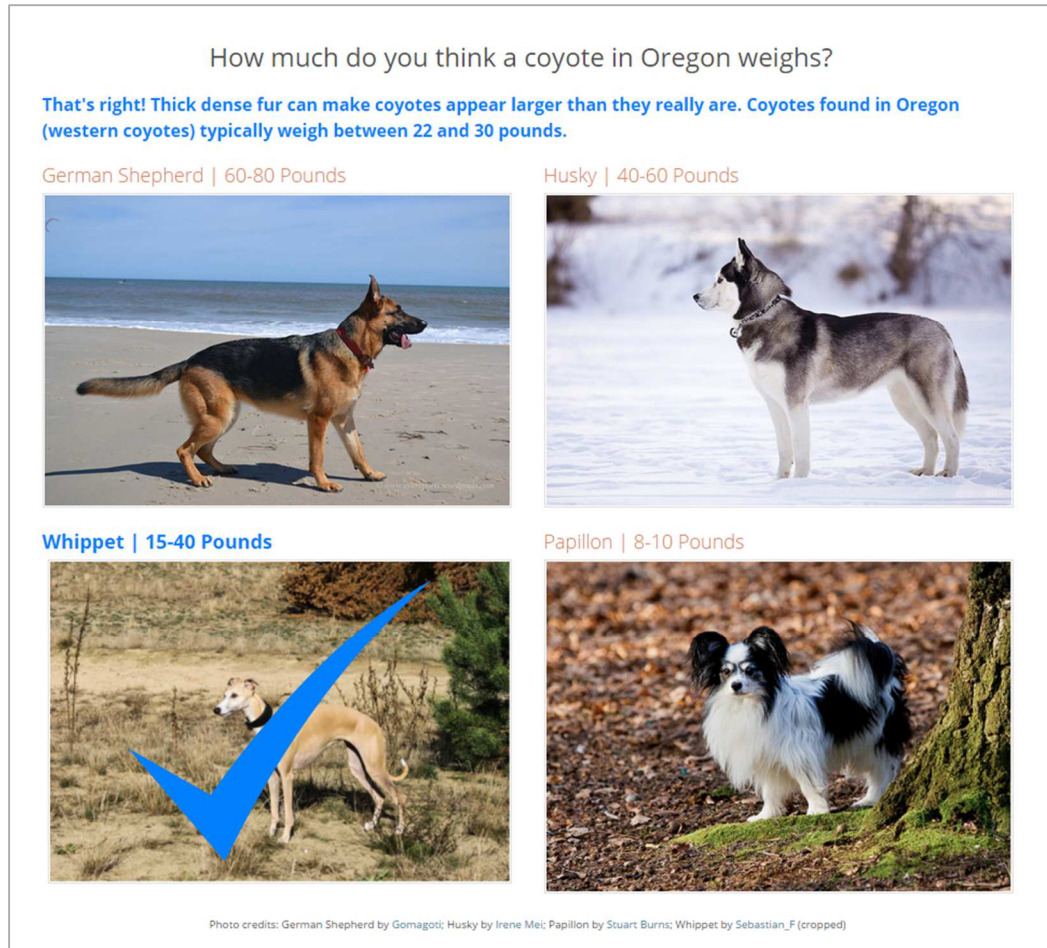 How much do you think a coyote in Oregon weighs?
That's right! Thick dense fur can make coyotes appear larger than they really are. Coyotes found in Oregon
(western coyotes) typically weigh between 22 and 30 pounds.
German Shepherd | 60-80 Pounds
Husky | 40-60 Pounds
Whippet | 15-40 Pounds
Papillon | 8-10 Pounds
Photo credits: German Shepherd by Gomagoti; Husky by Irene Mei; Papillon by Stuart Burns; Whippet by Sebastian_F (cropped)